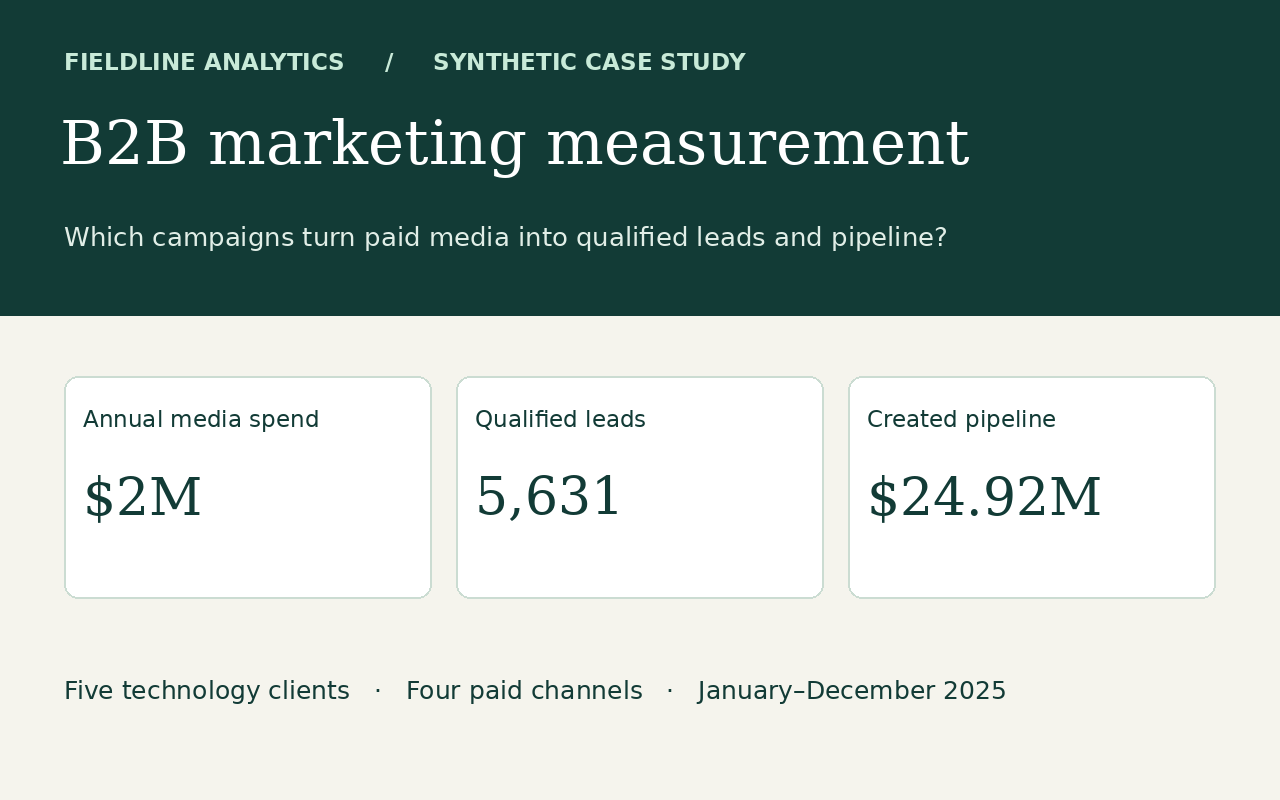 FIELDLINE ANALYTICS / SYNTHETIC CASE STUDY
B2B marketing measurement
Which campaigns turn paid media into qualified leads and pipeline?
Annual media spend
$2M
Qualified leads
5,631
Created pipeline
$24.92M
Five technology clients · Four paid channels · January–December 2025